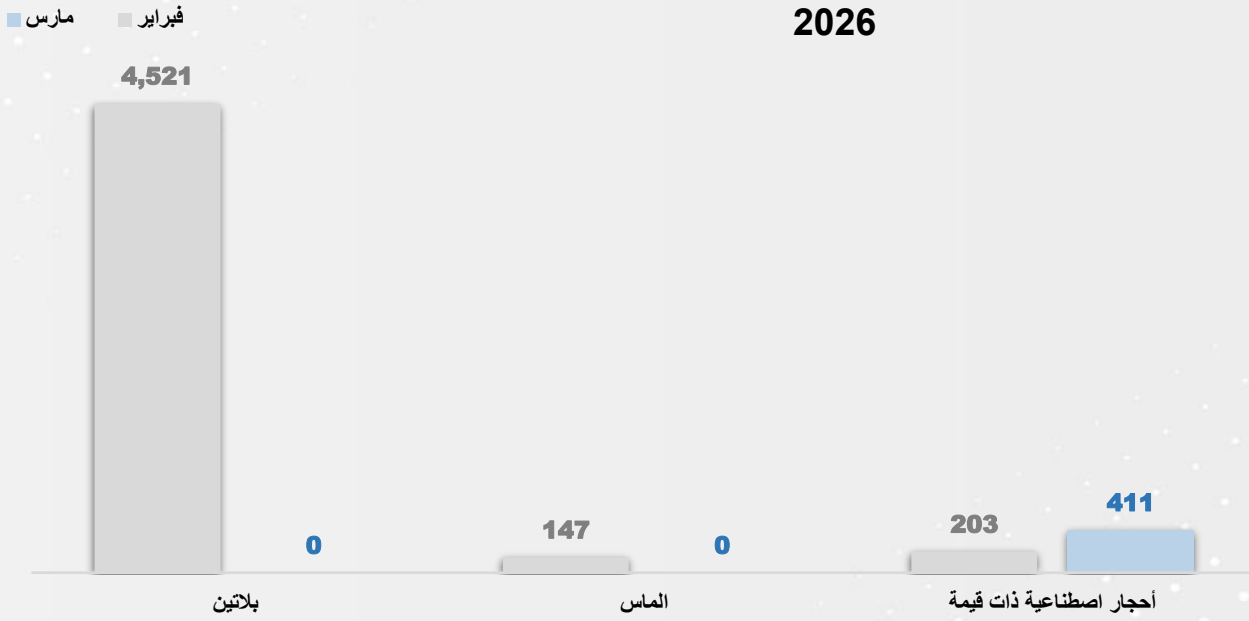 2026
فبراير
مارس
4,521
0
147
0
203
411
بلاتين
الماس
أحجار اصطناعية ذات قيمة